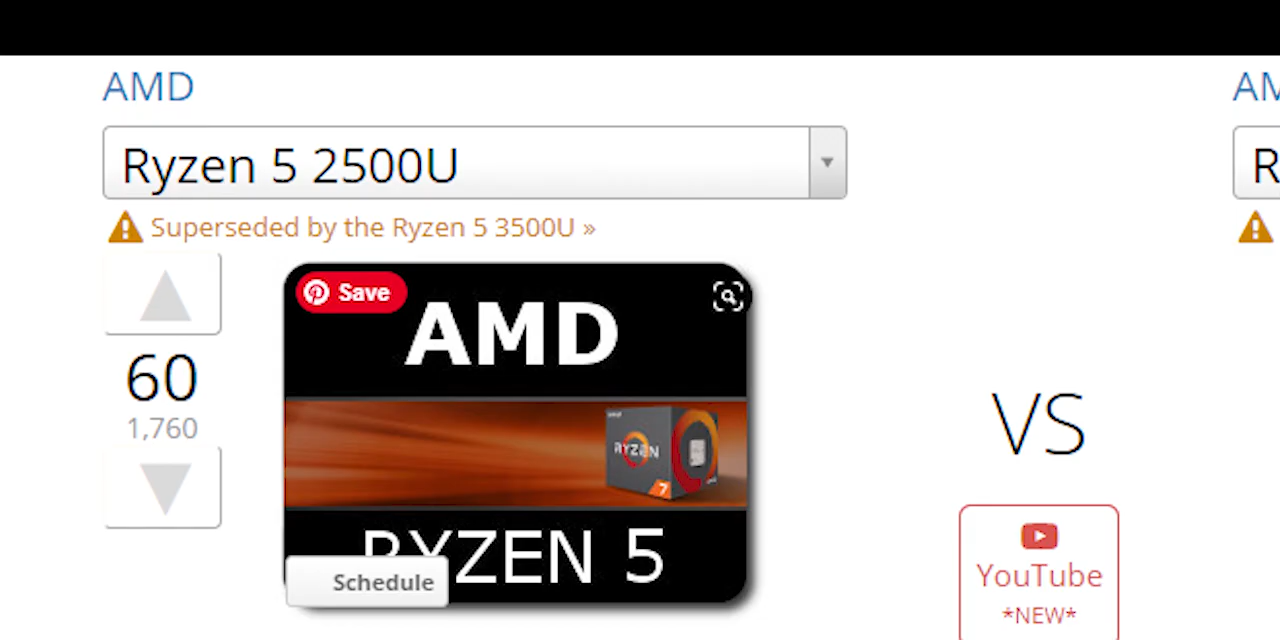 AMD
Ryzen 5 2500U
Superseded by the Ryzen 5 3500U »
60
1,760
Save
AMD
RYZEN
7
RYZEN 5
Schedule
VS
YouTube
*NEW*
R